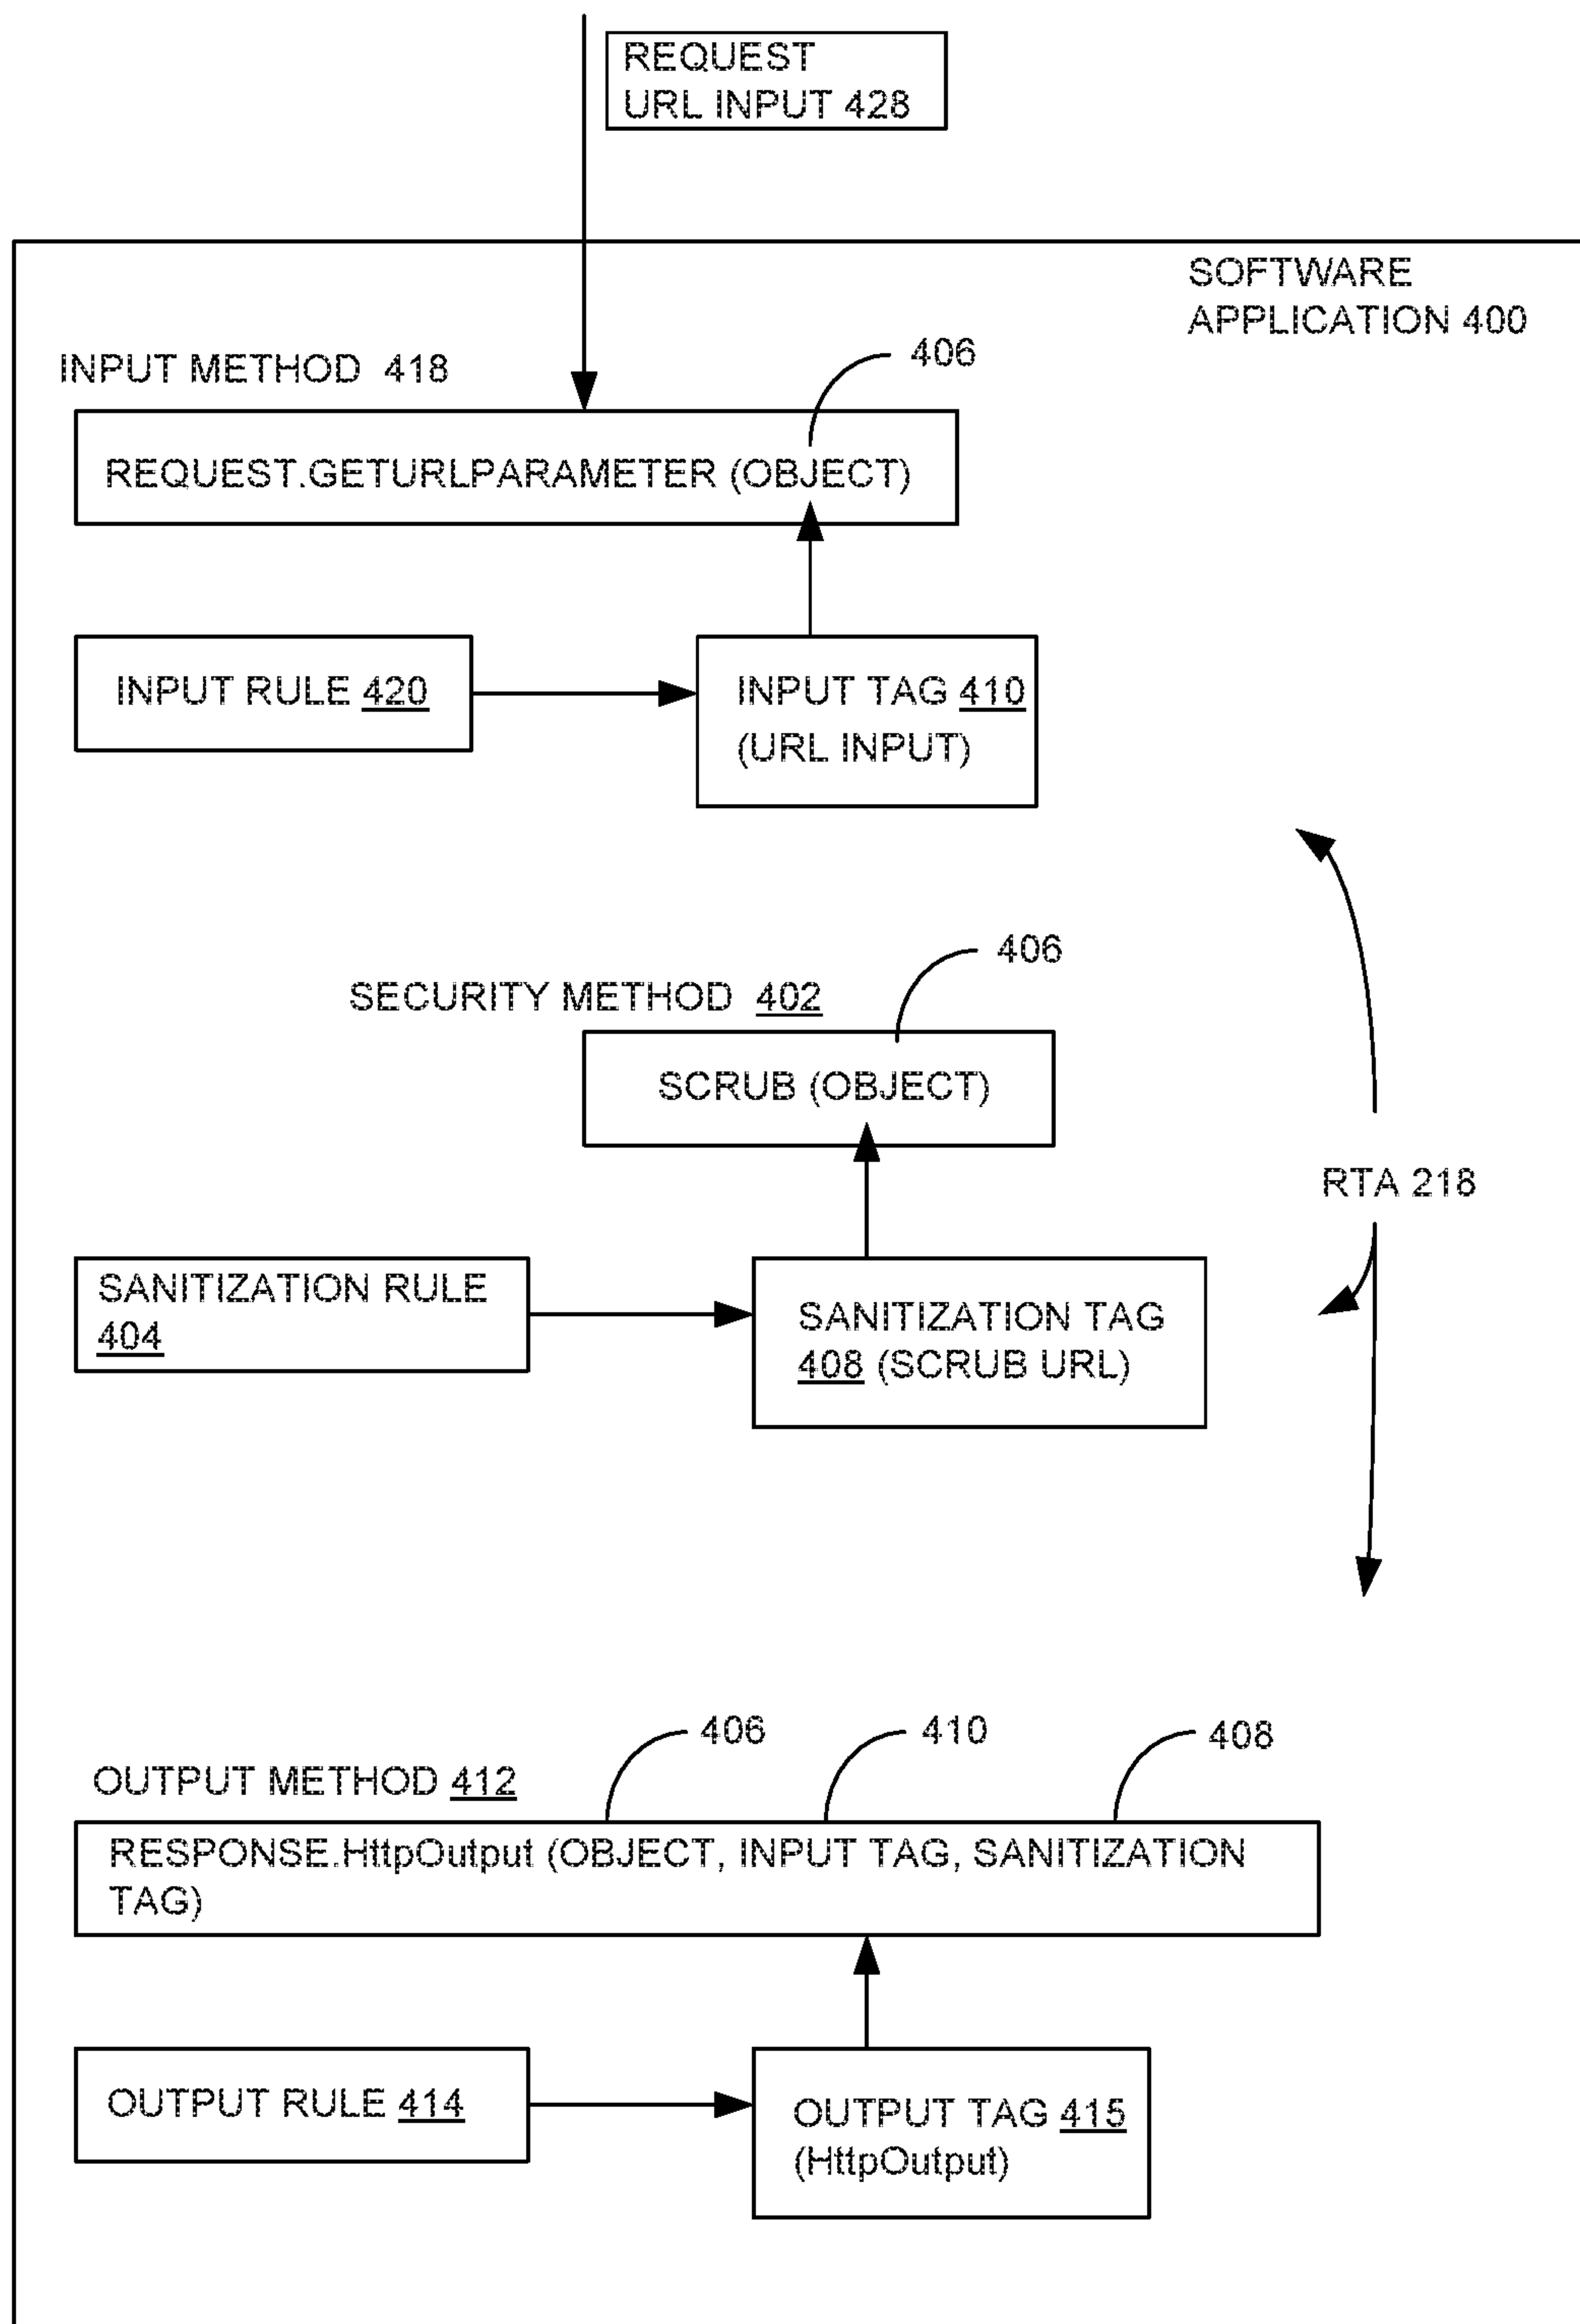 REQUEST
URL INPUT 428
SOFTWARE
APPLICATION 400
INPUT METHOD 418
406
REQUEST.GETURLPARAMETER (OBJECT)
INPUT RULE 420
INPUT TAG 410
(URL INPUT)
406
SECURITY METHOD 402
SCRUB (OBJECT)
RTA 218
SANITIZATION RULE
404
SANITIZATION TAG
408 (SCRUB URL)
406
410
408
OUTPUT METHOD 412
RESPONSE.HttpOutput (OBJECT, INPUT TAG, SANITIZATION
TAG)
OUTPUT RULE 414
OUTPUT TAG 415
(HttpOutput)